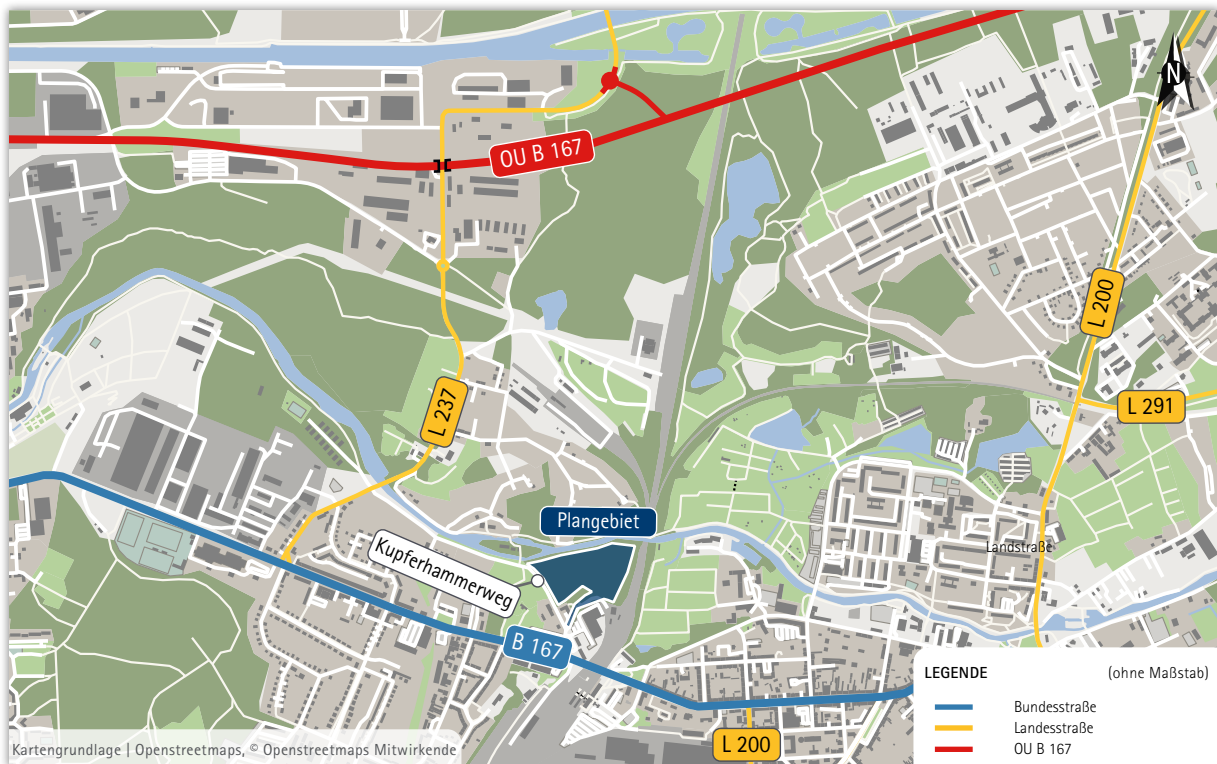 N
OU B 167
L 200
L 237
L 291
Plangebiet
Kupferhammerweg
Landstraße
B 167
L 200
LEGENDE (ohne Maßstab)
Bundesstraße
Landesstraße
OU B 167
Kartengrundlage | Openstreetmaps, © Openstreetmaps Mitwirkende